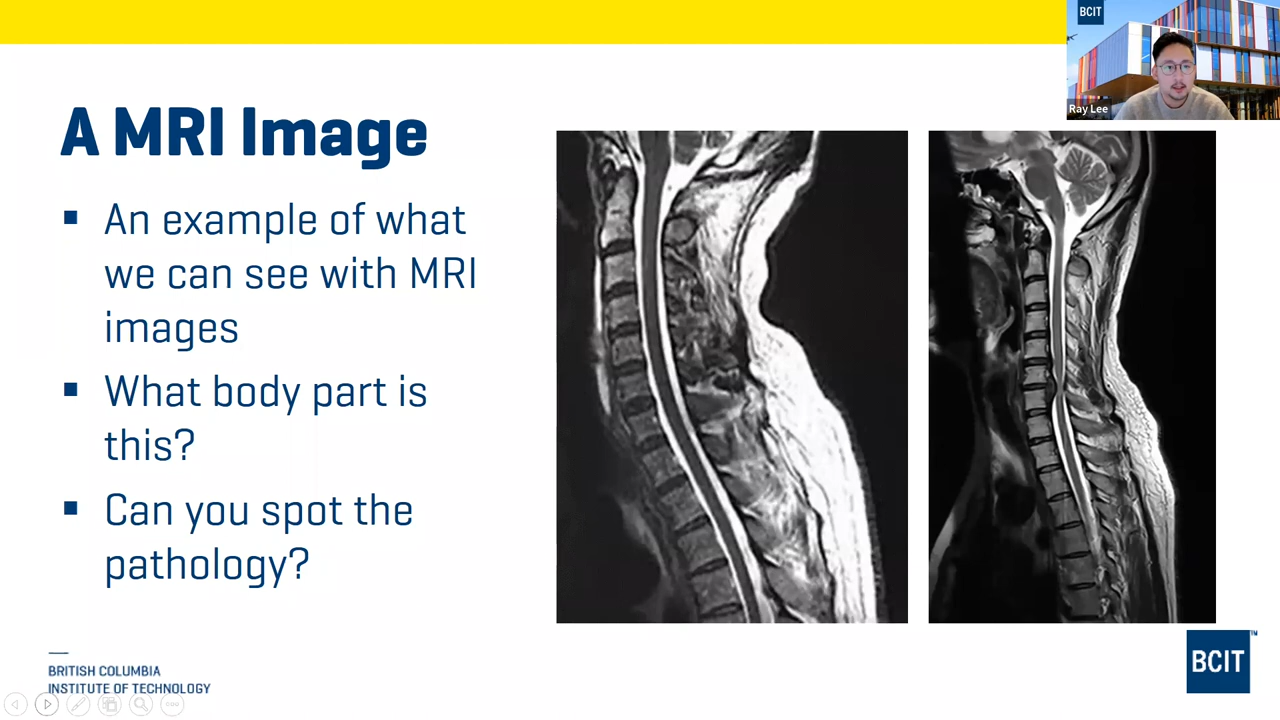 BCIT
Ray Lee
A MRI Image
▪ An example of what
we can see with MRI
images
▪ What body part is
this?
▪ Can you spot the
pathology?
BRITISH COLUMBIA
INSTITUTE OF TECHNOLOGY
BCIT™